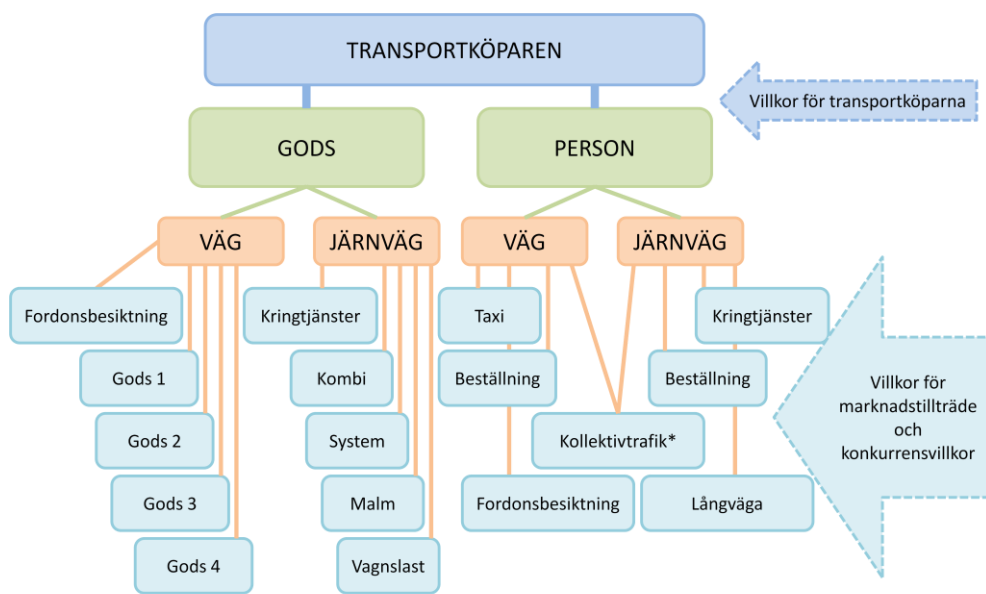 TRANSPORTKÖPAREN
Villkor för transportköparna
GODS
PERSON
VÄG
JÄRNVÄG
VÄG
JÄRNVÄG
Fordonsbesiktning
Kringtjänster
Taxi
Kringtjänster
Gods 1
Kombi
Beställning
Beställning
Villkor för
marknadstillträde
och
konkurrensvillkor
Gods 2
System
Kollektivtrafik*
Gods 3
Malm
Fordonsbesiktning
Långväga
Gods 4
Vagnslast